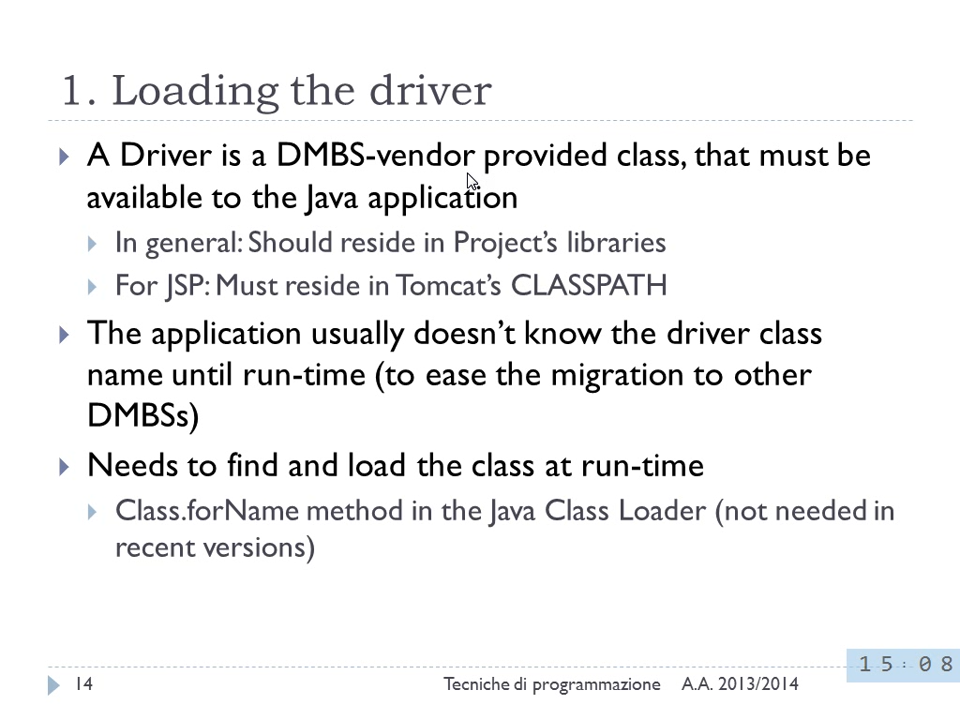 1. Loading the driver
A Driver is a DMBS-vendor provided class, that must be
available to the Java application
In general: Should reside in Project's libraries
For JSP: Must reside in Tomcat's CLASSPATH
The application usually doesn't know the driver class
name until run-time (to ease the migration to other
DMBSs)
Needs to find and load the class at run-time
Class.forName method in the Java Class Loader (not needed in
recent versions)
14 Tecniche di programmazione A.A. 2013/2014
15:08